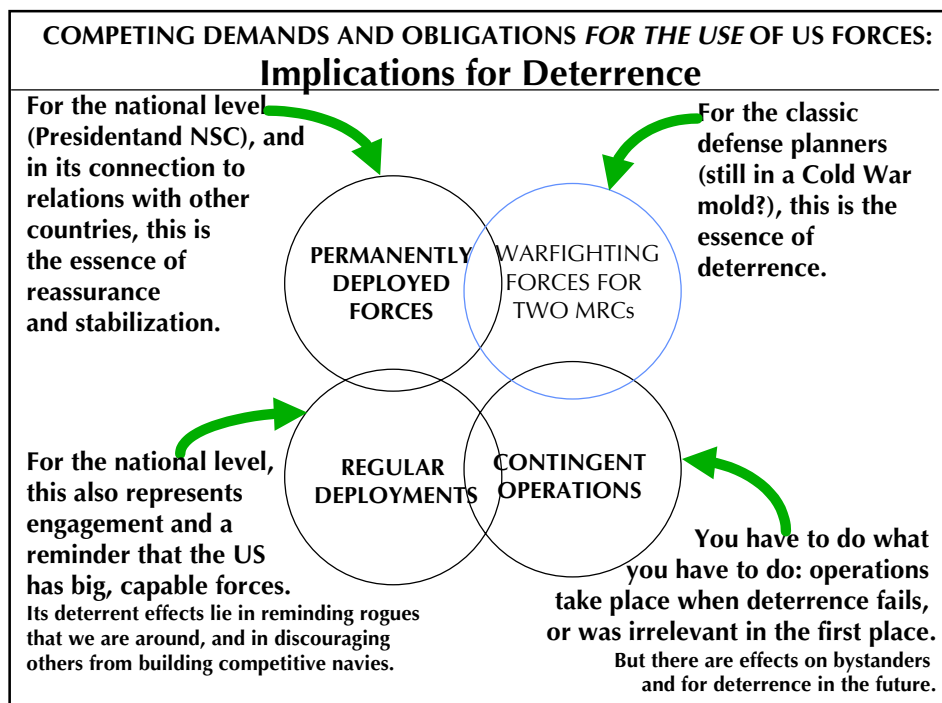 COMPETING DEMANDS AND OBLIGATIONS FOR THE USE OF US FORCES:
Implications for Deterrence
For the national level
(Presidentand NSC), and
in its connection to
relations with other
countries, this is
the essence of
reassurance
and stabilization.
For the classic
defense planners
(still in a Cold War
mold?), this is the
essence of
deterrence.
PERMANENTLY
DEPLOYED
FORCES
WARFIGHTING
FORCES FOR
TWO MRCs
REGULAR
DEPLOYMENTS
CONTINGENT
OPERATIONS
For the national level,
this also represents
engagement and a
reminder that the US
has big, capable forces.
Its deterrent effects lie in reminding rogues
that we are around, and in discouraging
others from building competitive navies.
You have to do what
you have to do: operations
take place when deterrence fails,
or was irrelevant in the first place.
But there are effects on bystanders
and for deterrence in the future.